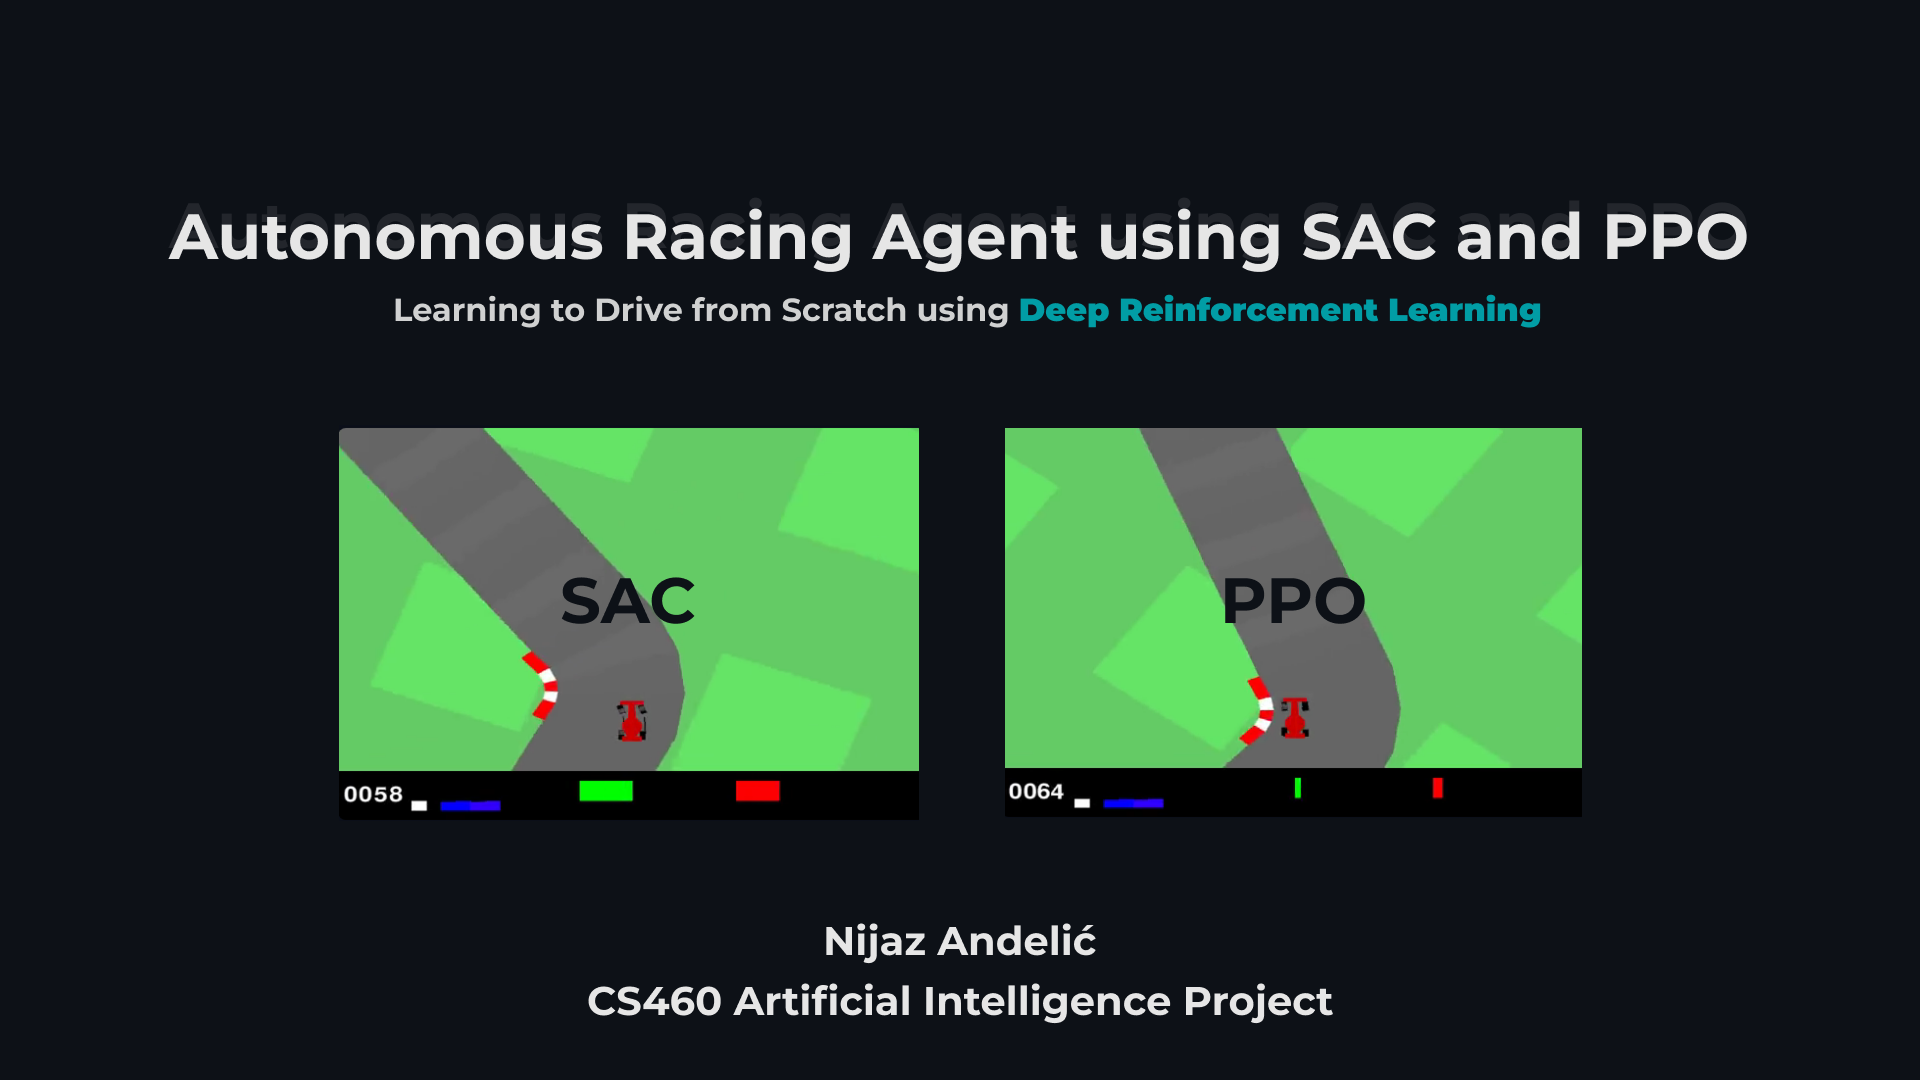 Autonomous Racing Agent using SAC and PPO
Learning to Drive from Scratch using Deep Reinforcement Learning
SAC
0058
PPO
0064
Nijaz Andelić
CS460 Artificial Intelligence Project